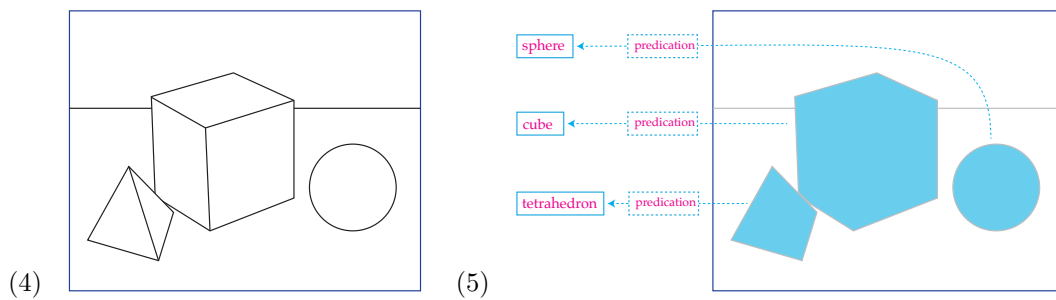 sphere predication
cube predication
tetrahedron predication
(4) (5)